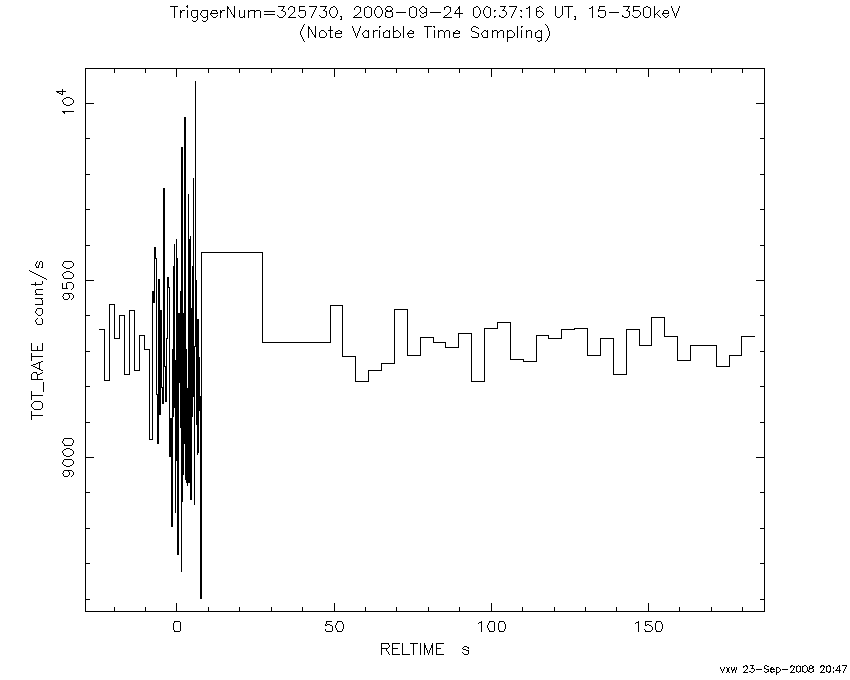 TriggerNum=325730, 2008-09-24 00:37:16 UT, 15-350keV
(Note Variable Time Sampling)
TOT_RATE count/s
10^4
9500
9000
0 50 100 150
RELTIME s
vxw 23-Sep-2008 20:47